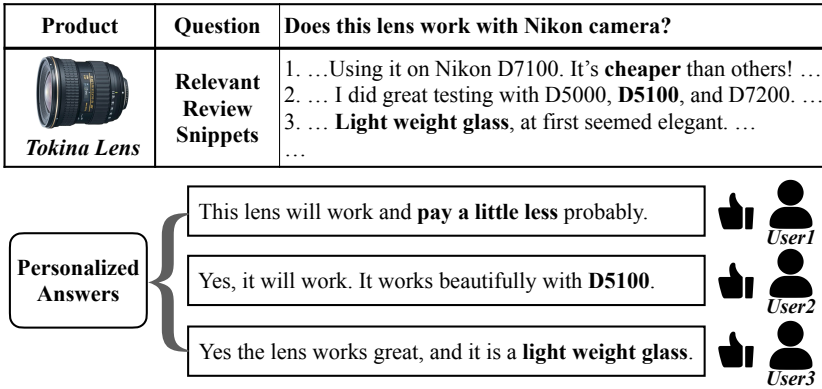 Product Question Does this lens work with Nikon camera?
Tokina Lens
Relevant
Review
Snippets
1. …Using it on Nikon D7100. It's cheaper than others! …
2. … I did great testing with D5000, D5100, and D7200. …
3. … Light weight glass, at first seemed elegant. …
…
Personalized
Answers
This lens will work and pay a little less probably.
User1
Yes, it will work. It works beautifully with D5100.
User2
Yes the lens works great, and it is a light weight glass.
User3